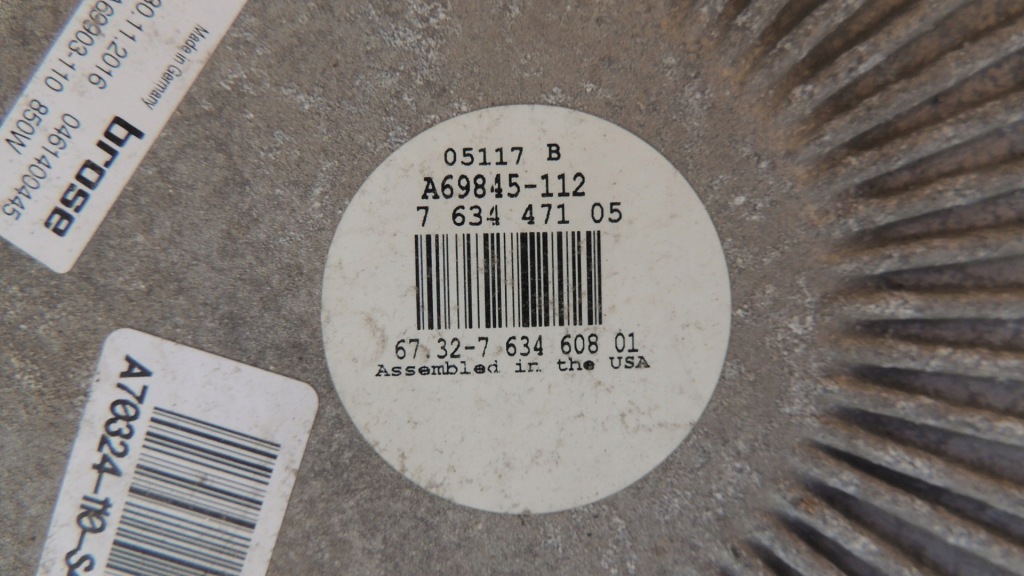 Made in Germany
30.11.2016 0461400445
A69903-110 850W
brose
05117 B
A69845-112
7 634 471 05
67.32-7 634 608 01
Assembled in the USA
A70324-110-S